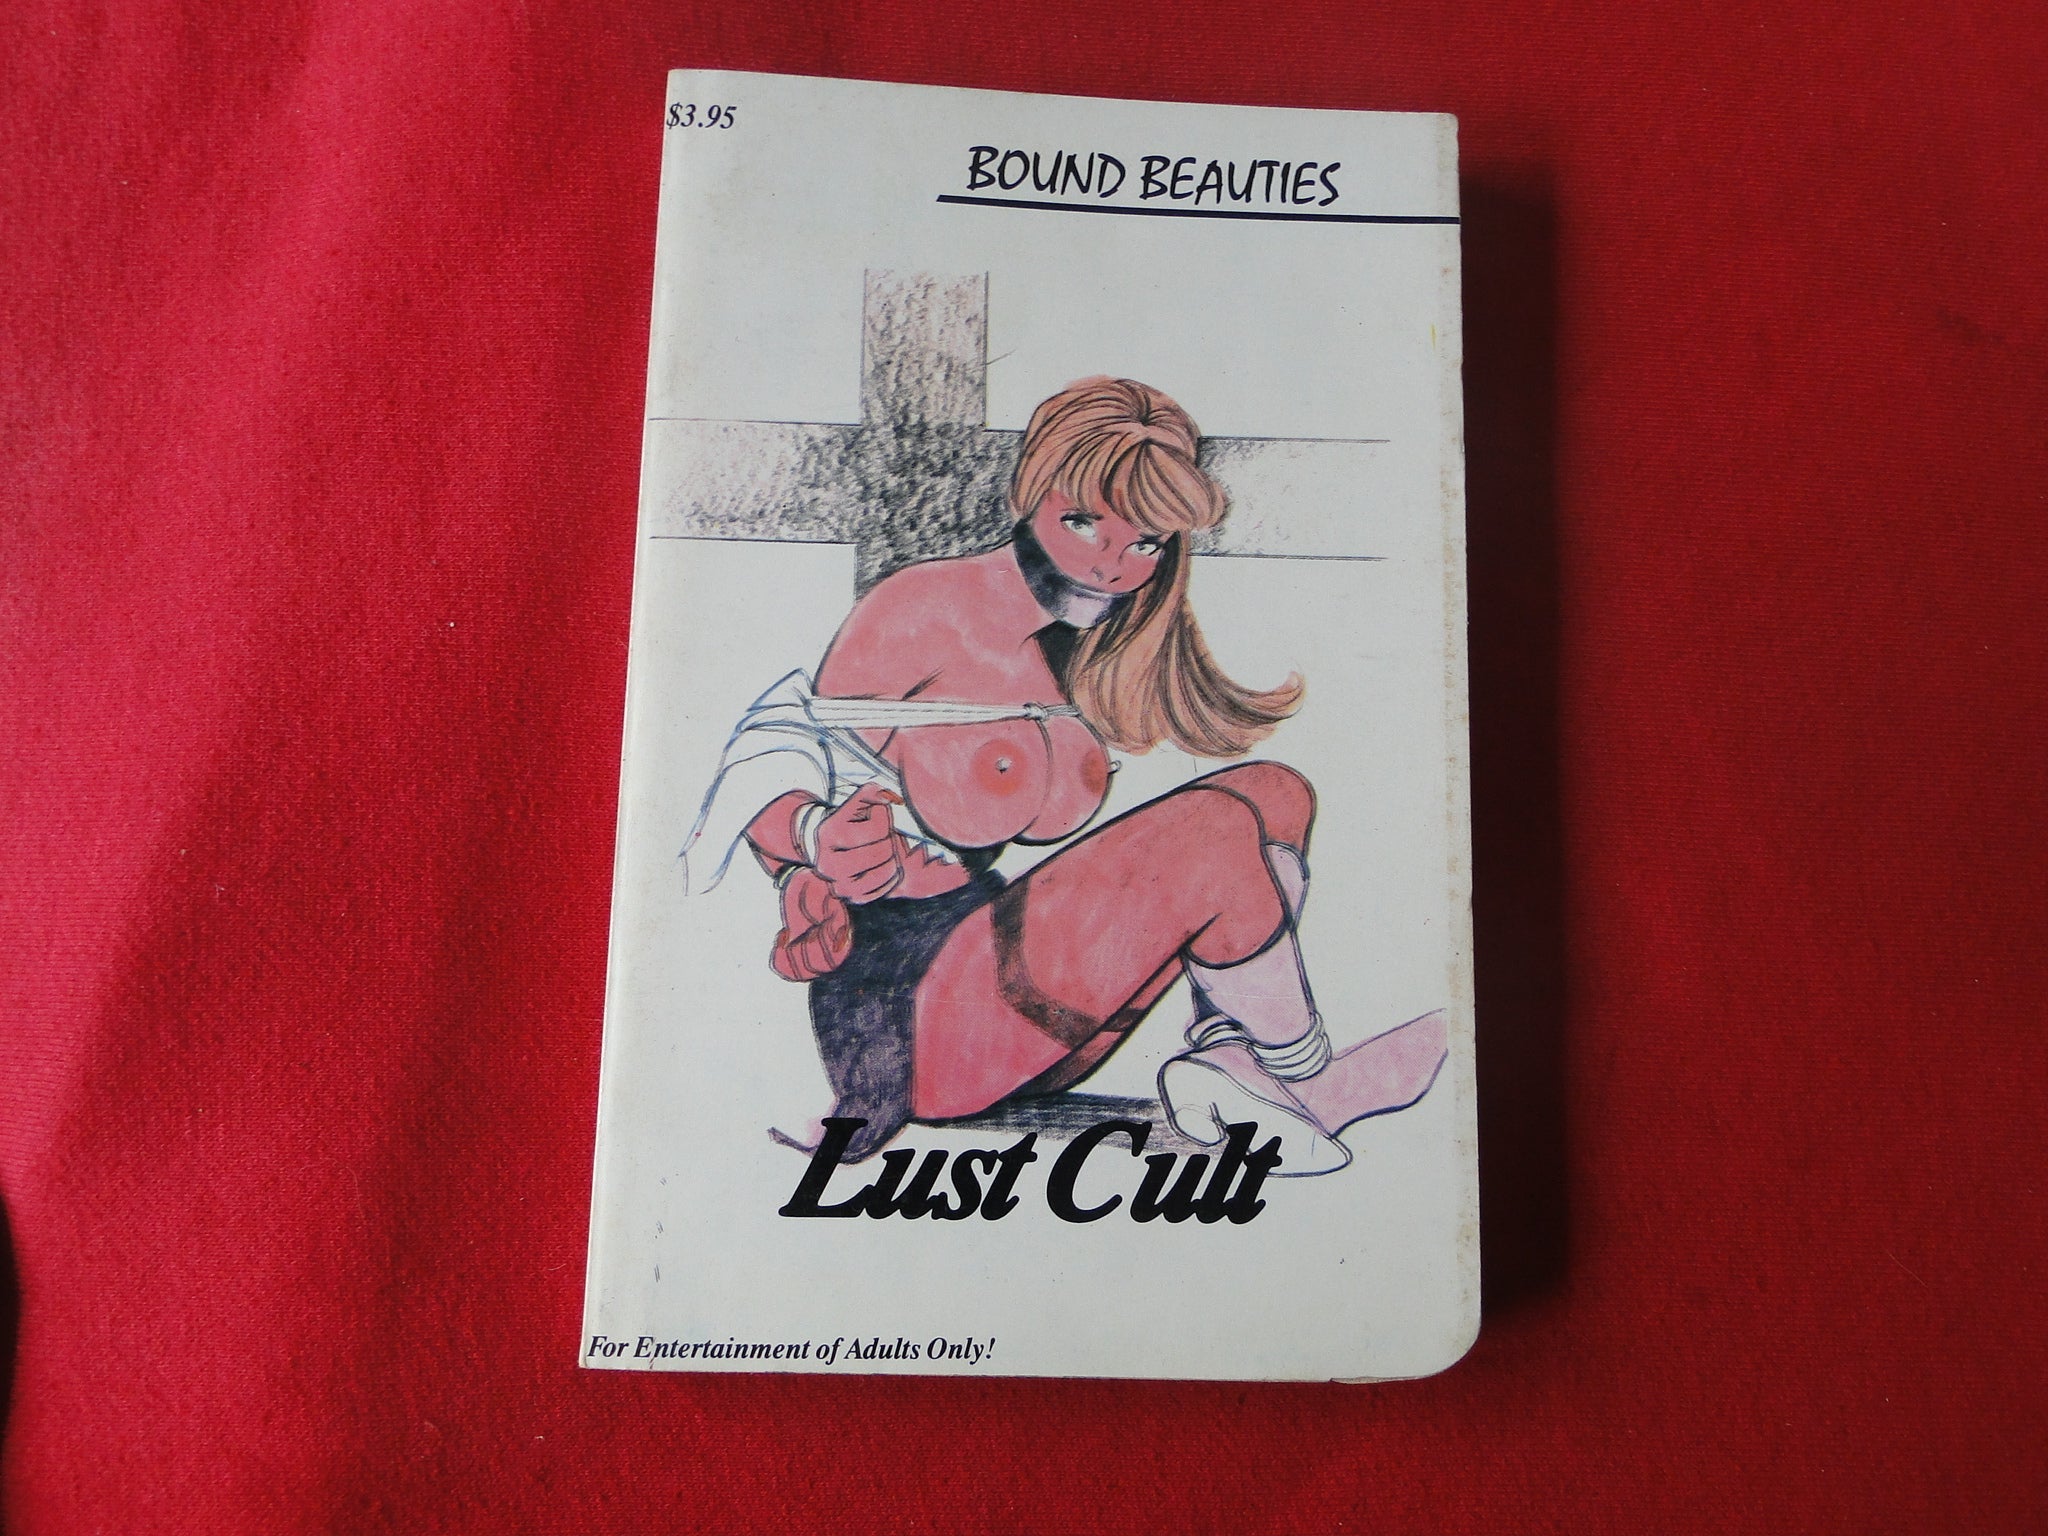 $3.95
BOUND BEAUTIES
Lust Cult
For Entertainment of Adults Only!